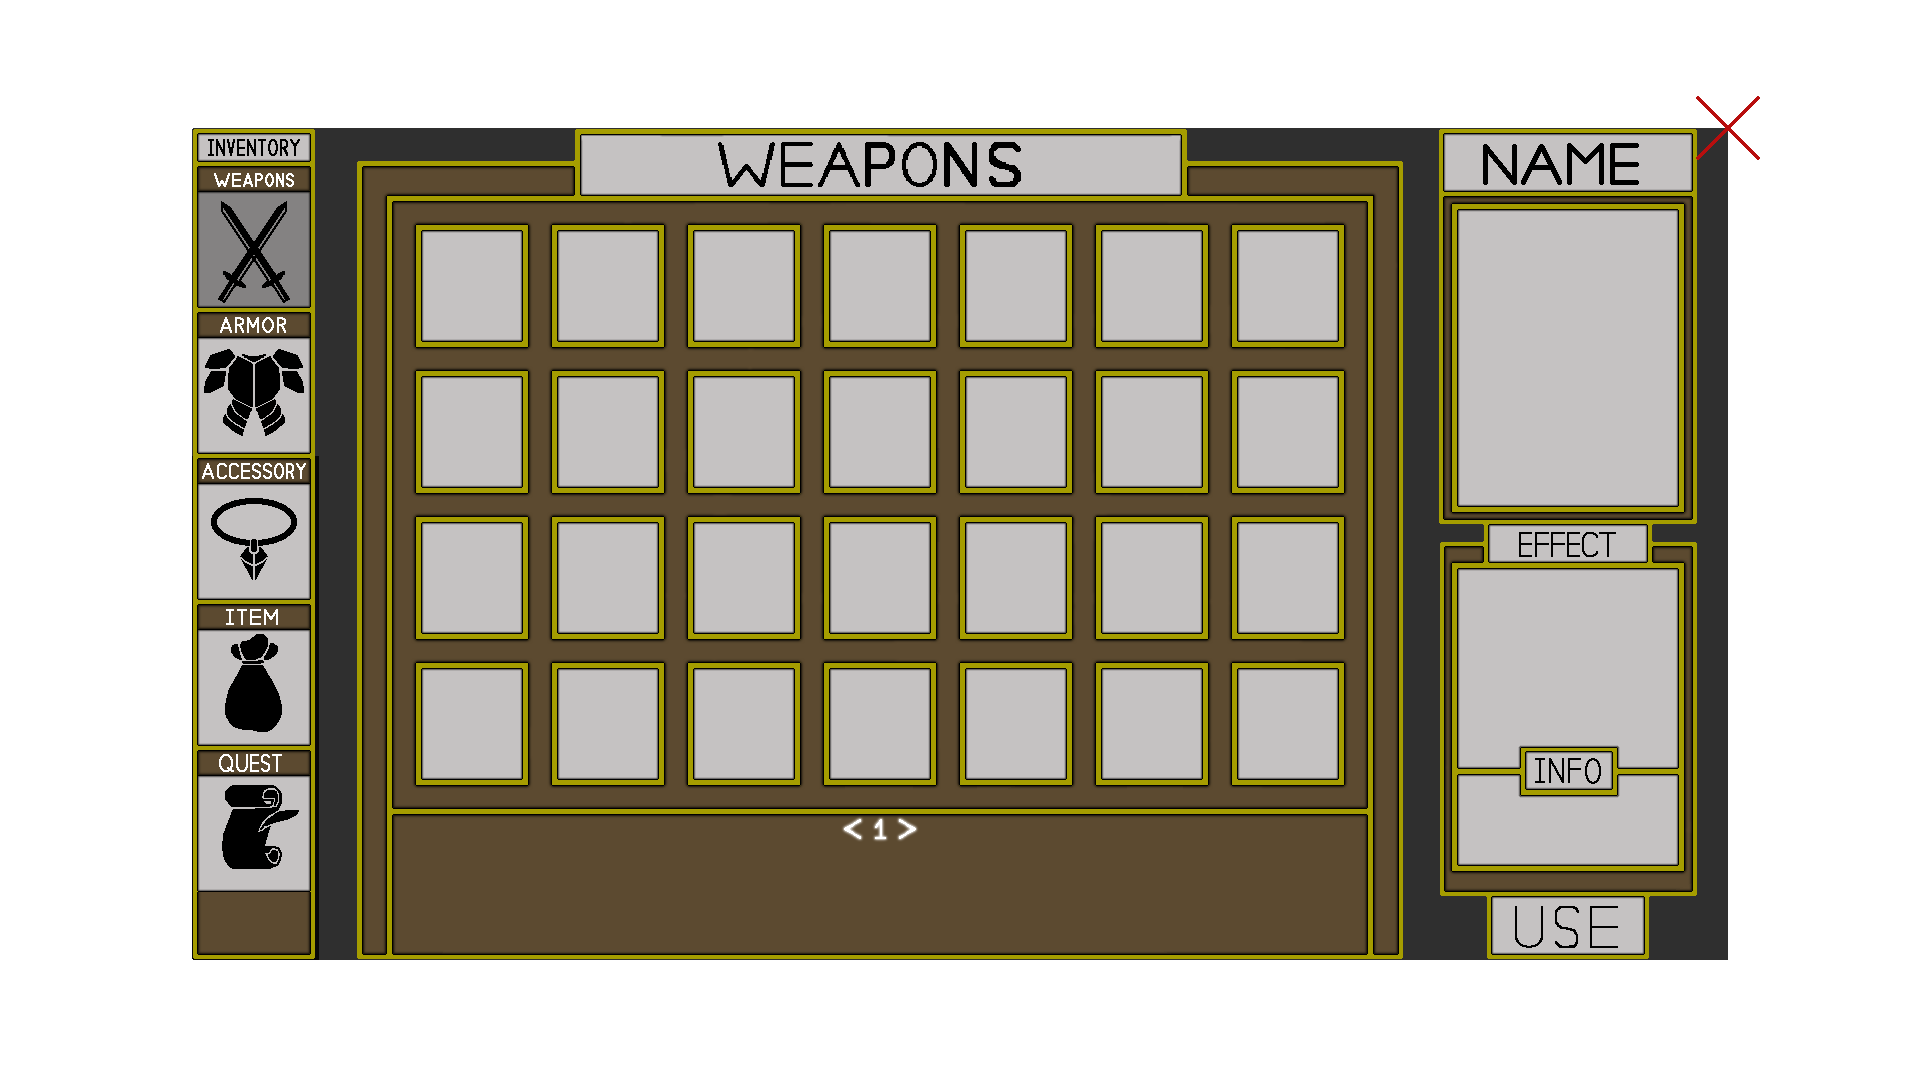 INVENTORY
WEAPONS
ARMOR
ACCESSORY
ITEM
QUEST
WEAPONS
< 1 >
NAME
EFFECT
INFO
USE